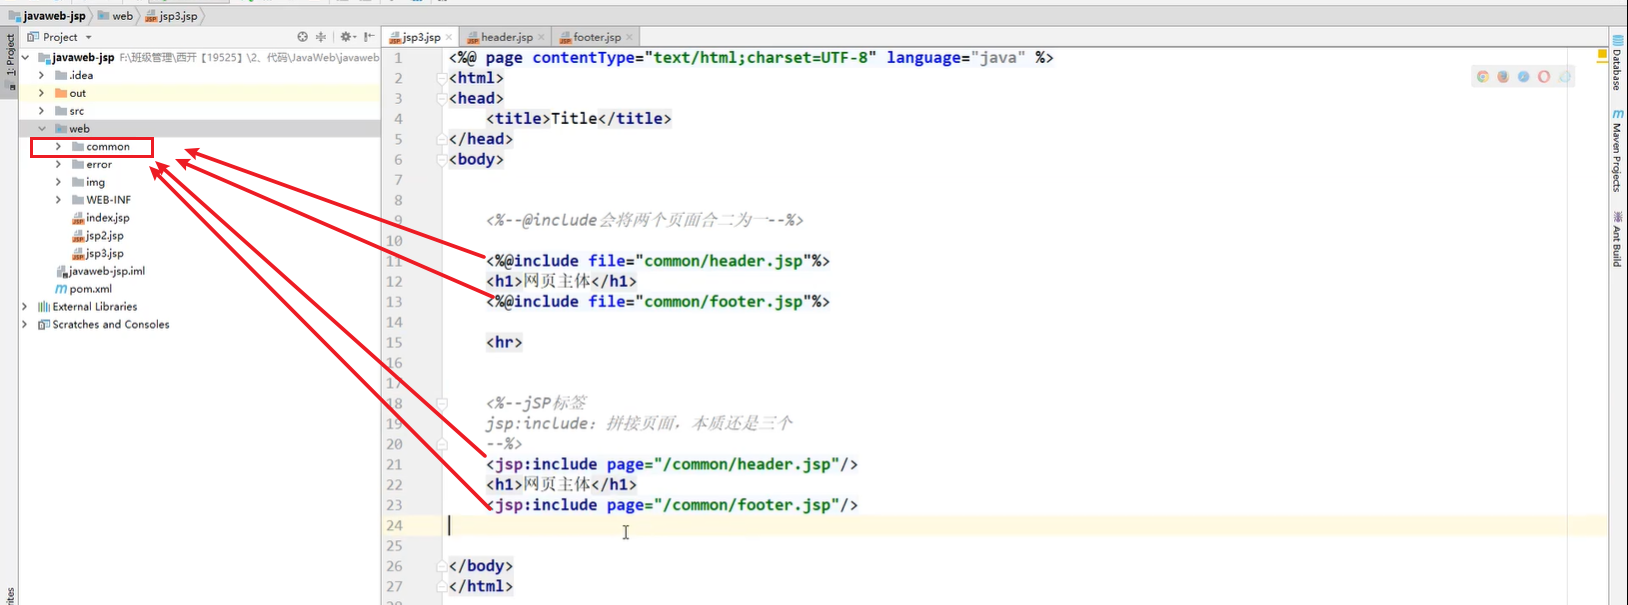 javaweb-jsp web jsp3.jsp
Project
1: Project
jsp3.jsp header.jsp footer.jsp
javaweb-jsp F:\班级管理\西开【19525】\2、代码\JavaWeb\javaweb
.idea
out
src
web
common
error
img
WEB-INF
index.jsp
jsp2.jsp
jsp3.jsp
javaweb-jsp.iml
pom.xml
External Libraries
Scratches and Consoles
1 <%@ page contentType="text/html;charset=UTF-8" language="java" %>
2 <html>
3 <head>
4 <title>Title</title>
5 </head>
6 <body>
7
8
9 <%--@include会将两个页面合二为一--%>
10
11 <%@include file="common/header.jsp"%>
12 <h1>网页主体</h1>
13 <%@include file="common/footer.jsp"%>
14
15 <hr>
16
17
18 <%--jSP标签
19 jsp:include：拼接页面，本质还是三个
20 --%>
21 <jsp:include page="/common/header.jsp"/>
22 <h1>网页主体</h1>
23 <jsp:include page="/common/footer.jsp"/>
24
25
26 </body>
27 </html>
Database
Maven Projects
Ant Build